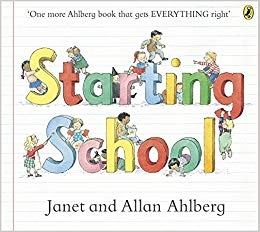 'One more Ahlberg book that gets EVERYTHING right'
Starting
School
Janet and Allan Ahlberg